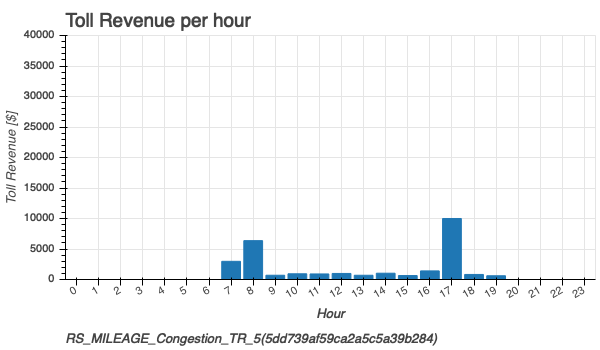 Toll Revenue per hour
40000
35000
30000
25000
20000
15000
10000
5000
0
Toll Revenue [$]
0 1 2 3 4 5 6 7 8 9 10 11 12 13 14 15 16 17 18 19 20 21 22 23
Hour
RS_MILEAGE_Congestion_TR_5(5dd739af59ca2a5c5a39b284)